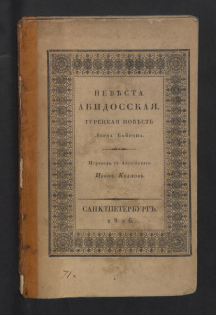 НЕВѢСТА
АБИДОССКАЯ.
ТУРЕЦКАЯ ПОВѢСТЬ
Лорда Байрона.
Переводъ съ Англійскаго
Ивана Козлова.
САНКТПЕТЕРБУРГЪ.
1826.